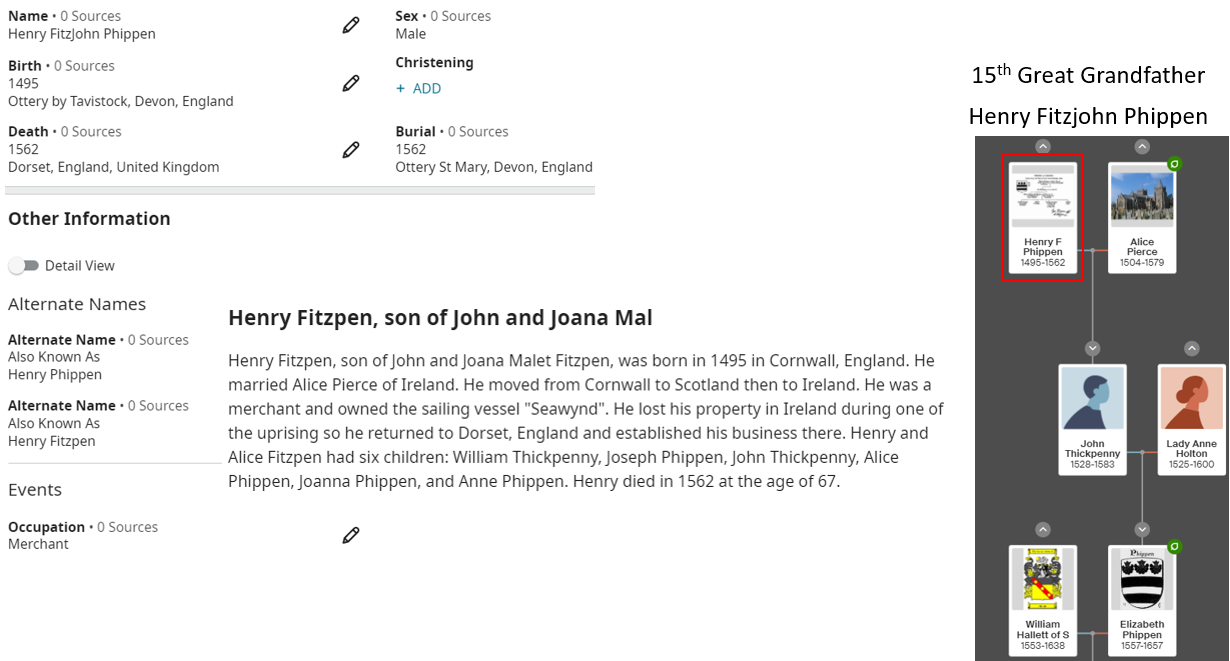 Name • 0 Sources
Henry FitzJohn Phippen
Sex • 0 Sources
Male
Birth • 0 Sources
1495
Ottery by Tavistock, Devon, England
Christening
+ ADD
Death • 0 Sources
1562
Dorset, England, United Kingdom
Burial
1562
Ottery St Mary, Devon, England
Other Information
Detail View
Alternate Names
Alternate Name • 0 Sources
Also Known As
Henry Phippen
Alternate Name • 0 Sources
Also Known As
Henry Fitzpen
Events
Occupation • 0 Sources
Merchant
Henry Fitzpen, son of John and Joana Mal
Henry Fitzpen, son of John and Joana Malet Fitzpen, was born in 1495 in Cornwall, England. He
married Alice Pierce of Ireland. He moved from Cornwall to Scotland then to Ireland. He was a
merchant and owned the sailing vessel "Seawynd". He lost his property in Ireland during one of
the uprising so he returned to Dorset, England and established his business there. Henry and
Alice Fitzpen had six children: William Thickpenny, Joseph Phippen, John Thickpenny, Alice
Phippen, Joanna Phippen, and Anne Phippen. Henry died in 1562 at the age of 67.
15th Great Grandfather
Henry Fitzjohn Phippen
Henry F
Phippen
1495-1562
Alice
Pierce
1504-1579
John
Thickpenny
1528-1583
Lady Anne
Holton
1525-1600
William
Hallett of S
1553-1638
Phippen
Elizabeth
Phippen
1557-1657